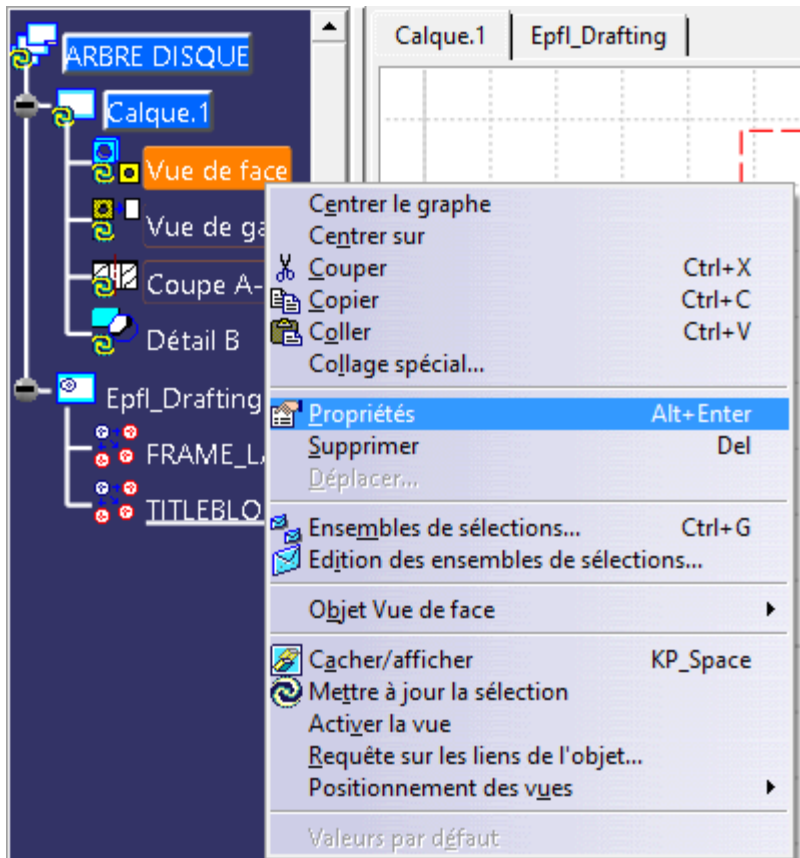 ARBRE DISQUE
Calque.1
Vue de face
Vue de ga
Coupe A-
Détail B
Epfl_Drafting
FRAME_L
TITLEBLO
Calque.1 Epfl_Drafting
Centrer le graphe
Centrer sur
Couper Ctrl+X
Copier Ctrl+C
Coller Ctrl+V
Collage spécial...
Propriétés Alt+Enter
Supprimer Del
Déplacer...
Ensembles de sélections... Ctrl+G
Edition des ensembles de sélections...
Objet Vue de face
Cacher/afficher KP_Space
Mettre à jour la sélection
Activer la vue
Requête sur les liens de l'objet...
Positionnement des vues
Valeurs par défaut